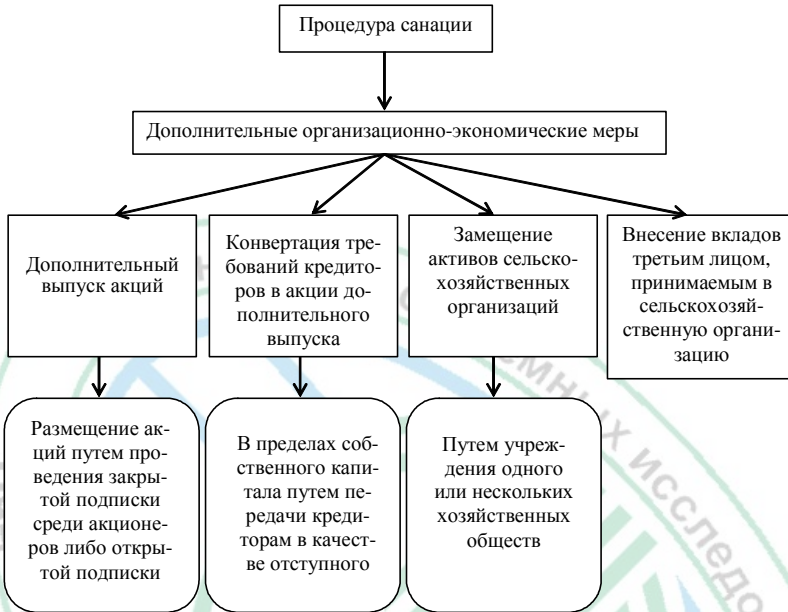 Процедура санации
Дополнительные организационно-экономические меры
Дополнительный
выпуск акций
Конвертация тре-
бований кредито-
ров в акции до-
полнительного
выпуска
Замещение
активов сельско-
хозяйственных
организаций
Внесение вкладов
третьим лицом,
принимаемым в
сельскохозяй-
ственную органи-
зацию
Размещение ак-
ций путем про-
ведения закры-
той подписки
среди акционе-
ров либо откры-
той подписки
В пределах соб-
ственного капи-
тала путем пе-
редачи креди-
торам в качест-
ве отступного
Путем учреж-
дения одного
или нескольких
хозяйственных
обществ